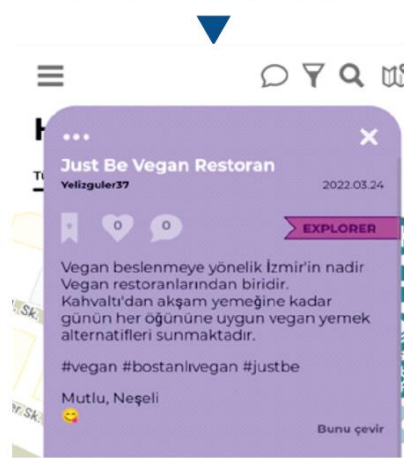 Just Be Vegan Restoran
Yelizguler37
2022.03.24
0
0
EXPLORER
Vegan beslenmeye yönelik İzmir'in nadir
Vegan restoranlarından biridir.
Kahvaltı'dan akşam yemeğine kadar
günün her öğününe uygun vegan yemek
alternatifleri sunmaktadır.
#vegan #bostanlıvegan #justbe
Mutlu, Neşeli
😋
Bunu çevir